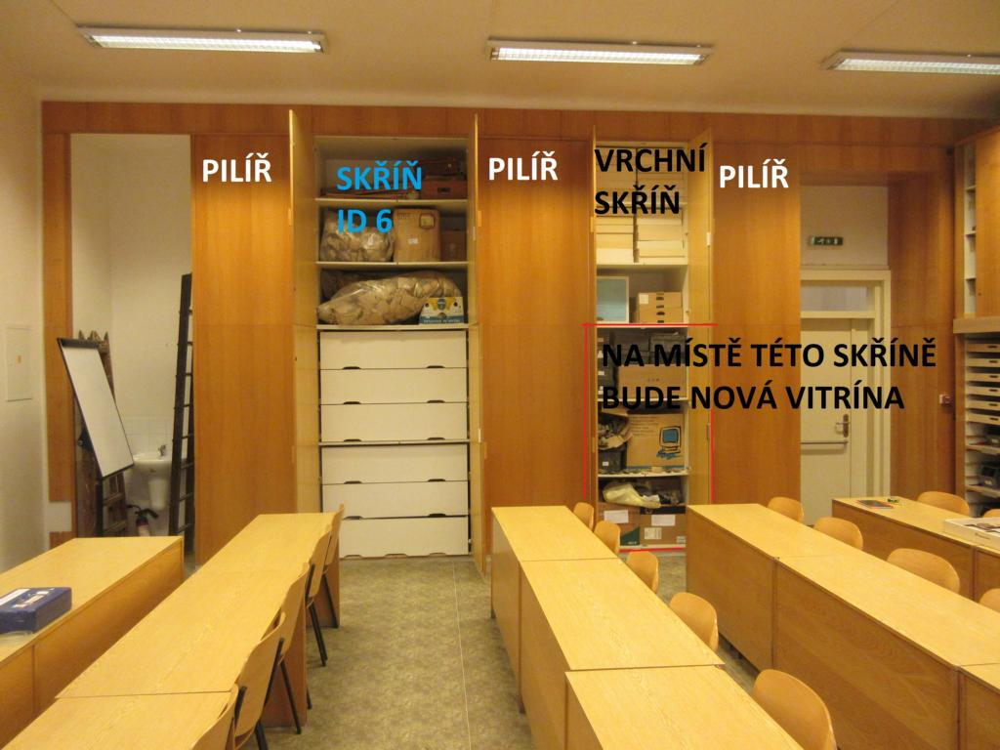 PILÍŘ
SKŘÍŇ
ID 6
PILÍŘ
VRCHNÍ
SKŘÍŇ
PILÍŘ
NA MÍSTĚ TÉTO SKŘÍNĚ
BUDE NOVÁ VITRÍNA